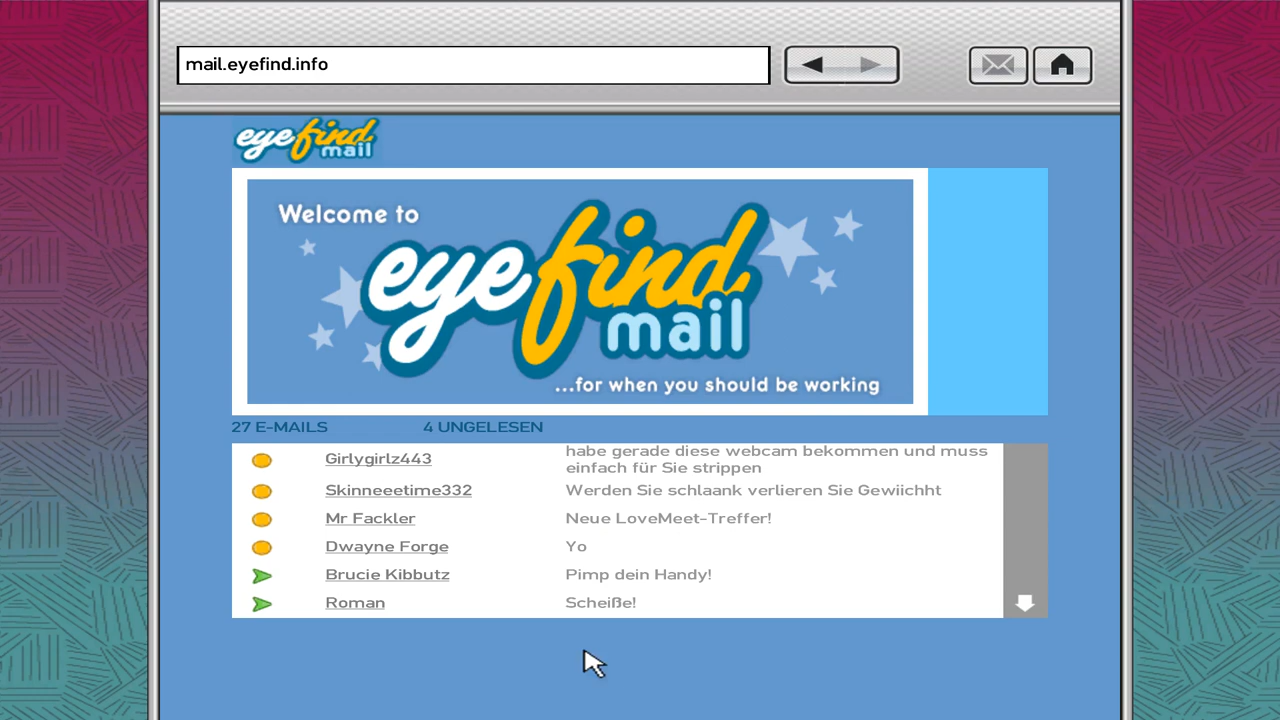 mail.eyefind.info
eyefind
mail
Welcome to
eyefind
mail
...for when you should be working
27 E-MAILS 4 UNGELESEN
Girlygirlz443 habe gerade diese webcam bekommen und muss
einfach für Sie strippen
Skinneeetime332 Werden Sie schlaank verlieren Sie Gewiichht
Mr Fackler Neue LoveMeet-Treffer!
Dwayne Forge Yo
Brucie Kibbutz Pimp dein Handy!
Roman Scheiße!